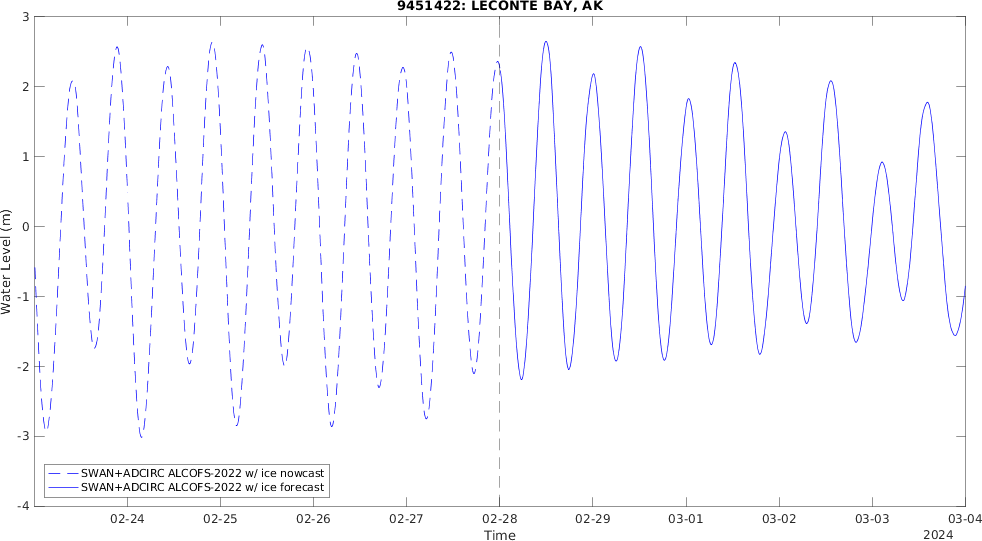 9451422: LECONTE BAY, AK
3
2
1
0
-1
-2
-3
-4
Water Level (m)
SWAN+ADCIRC ALCOFS-2022 w/ ice nowcast
SWAN+ADCIRC ALCOFS-2022 w/ ice forecast
02-24 02-25 02-26 02-27 02-28 02-29 03-01 03-02 03-03 03-04
Time
2024